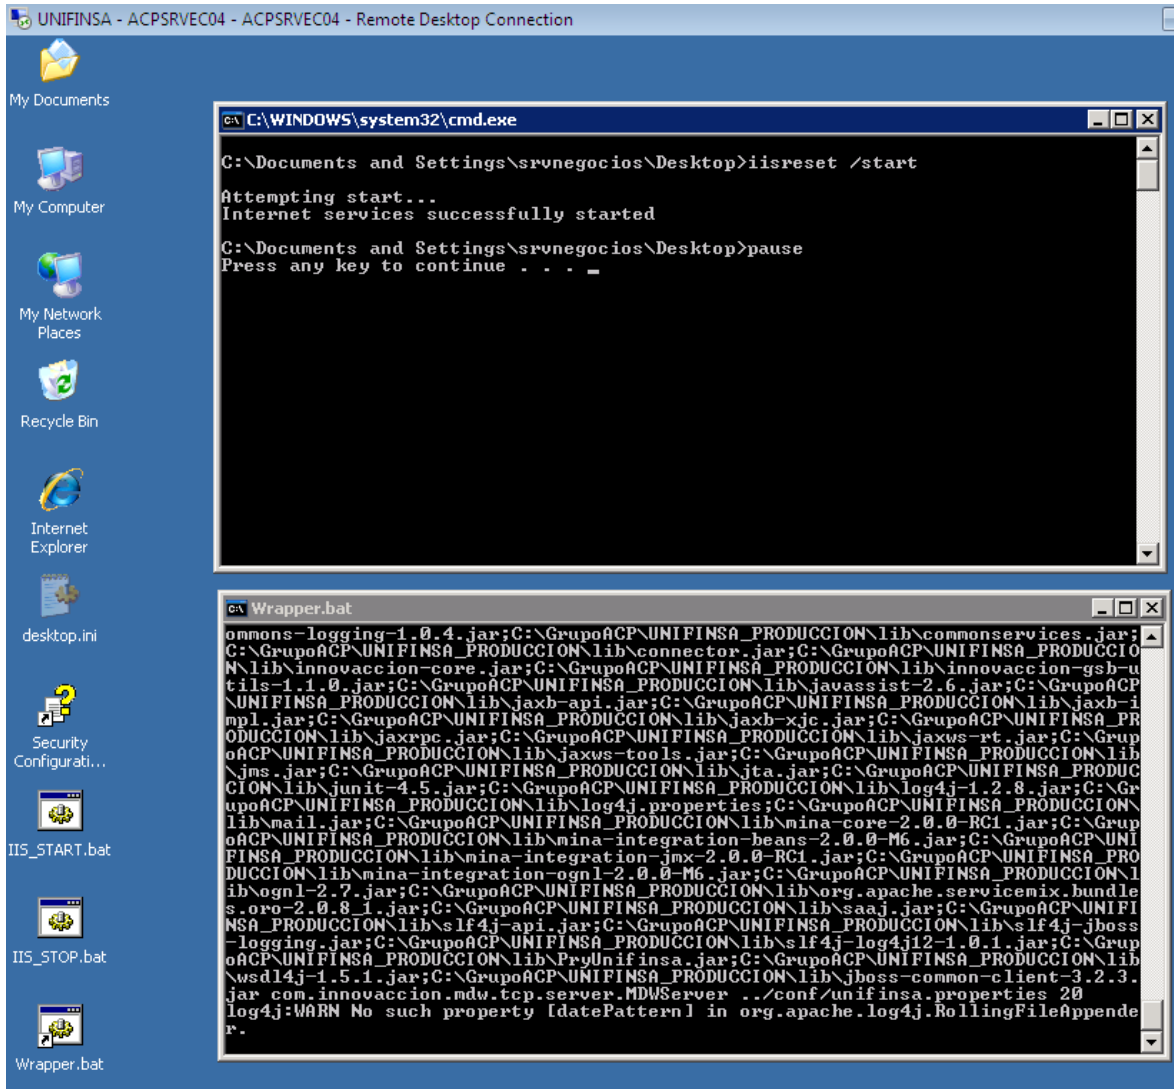 UNIFINSA - ACPSRVEC04 - ACPSRVEC04 - Remote Desktop Connection
My Documents
My Computer
My Network
Places
Recycle Bin
Internet
Explorer
desktop.ini
Security
Configurati...
IIS_START.bat
IIS_STOP.bat
Wrapper.bat
C:\WINDOWS\system32\cmd.exe
C:\Documents and Settings\srvnegocios\Desktop>iisreset /start
Attempting start...
Internet services successfully started
C:\Documents and Settings\srvnegocios\Desktop>pause
Press any key to continue . . . _
Wrapper.bat
ommons-logging-1.0.4.jar;C:\GrupoACP\UNIFINSA_PRODUCCION\lib\commonservices.jar;
C:\GrupoACP\UNIFINSA_PRODUCCION\lib\connector.jar;C:\GrupoACP\UNIFINSA_PRODUCCIO
N\lib\innovaccion-core.jar;C:\GrupoACP\UNIFINSA_PRODUCCION\lib\innovaccion-gsb-u
tils-1.1.0.jar;C:\GrupoACP\UNIFINSA_PRODUCCION\lib\javassist-2.6.jar;C:\GrupoACP
\UNIFINSA_PRODUCCION\lib\jaxb-api.jar;C:\GrupoACP\UNIFINSA_PRODUCCION\lib\jaxb-i
mpl.jar;C:\GrupoACP\UNIFINSA_PRODUCCION\lib\jaxb-xjc.jar;C:\GrupoACP\UNIFINSA_PR
ODUCCION\lib\jaxrpc.jar;C:\GrupoACP\UNIFINSA_PRODUCCION\lib\jaxws-rt.jar;C:\Grup
oACP\UNIFINSA_PRODUCCION\lib\jaxws-tools.jar;C:\GrupoACP\UNIFINSA_PRODUCCION\lib
\jms.jar;C:\GrupoACP\UNIFINSA_PRODUCCION\lib\jta.jar;C:\GrupoACP\UNIFINSA_PRODUC
CION\lib\junit-4.5.jar;C:\GrupoACP\UNIFINSA_PRODUCCION\lib\log4j-1.2.8.jar;C:\Gr
upoACP\UNIFINSA_PRODUCCION\lib\log4j.properties;C:\GrupoACP\UNIFINSA_PRODUCCION\
lib\mail.jar;C:\GrupoACP\UNIFINSA_PRODUCCION\lib\mina-core-2.0.0-RC1.jar;C:\Grup
oACP\UNIFINSA_PRODUCCION\lib\mina-integration-beans-2.0.0-M6.jar;C:\GrupoACP\UNI
FINSA_PRODUCCION\lib\mina-integration-jmx-2.0.0-RC1.jar;C:\GrupoACP\UNIFINSA_PRO
DUCCION\lib\mina-integration-ognl-2.0.0-M6.jar;C:\GrupoACP\UNIFINSA_PRODUCCION\l
ib\ognl-2.7.jar;C:\GrupoACP\UNIFINSA_PRODUCCION\lib\org.apache.servicemix.bundle
s.oro-2.0.8_1.jar;C:\GrupoACP\UNIFINSA_PRODUCCION\lib\saaj.jar;C:\GrupoACP\UNIFI
NSA_PRODUCCION\lib\slf4j-api.jar;C:\GrupoACP\UNIFINSA_PRODUCCION\lib\slf4j-jboss
-logging.jar;C:\GrupoACP\UNIFINSA_PRODUCCION\lib\slf4j-log4j12-1.0.1.jar;C:\Grup
oACP\UNIFINSA_PRODUCCION\lib\PryUnifinsa.jar;C:\GrupoACP\UNIFINSA_PRODUCCION\lib
\wsdl4j-1.5.1.jar;C:\GrupoACP\UNIFINSA_PRODUCCION\lib\jboss-common-client-3.2.3.
jar com.innovaccion.mdw.tcp.server.MDWServer ../conf/unifinsa.properties 20
log4j:WARN No such property [datePattern] in org.apache.log4j.RollingFileAppende
r.